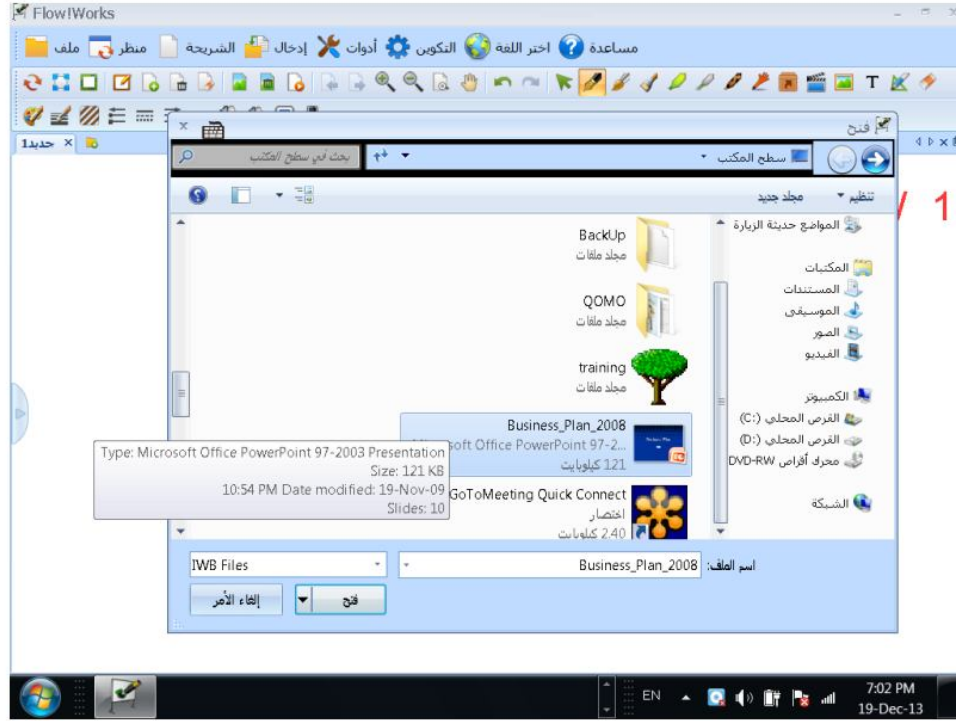 Flow!Works
ملف
منظر
الشريحة
إدخال
أدوات
التكوين
اختر اللغة
مساعدة
T
حديد1
1
فتح
سطح المكتب
بحث في سطح المكتب
تنظيم
مجلد جديد
المواضع حديثة الزيارة
المكتبات
المستندات
الموسيقى
الصور
الفيديو
الكمبيوتر
القرص المحلي (C:)
القرص المحلي (D:)
محرك أقراص DVD-RW
الشبكة
BackUp
مجلد ملفات
QOMO
مجلد ملفات
training
مجلد ملفات
Business_Plan_2008
soft Office PowerPoint 97-2...
121 كيلوبايت
GoToMeeting Quick Connect
اختصار
2.40 كيلوبايت
Type: Microsoft Office PowerPoint 97-2003 Presentation
Size: 121 KB
10:54 PM Date modified: 19-Nov-09
Slides: 10
اسم الملف:
Business_Plan_2008
IWB Files
فتح
إلغاء الأمر
EN
7:02 PM
19-Dec-13